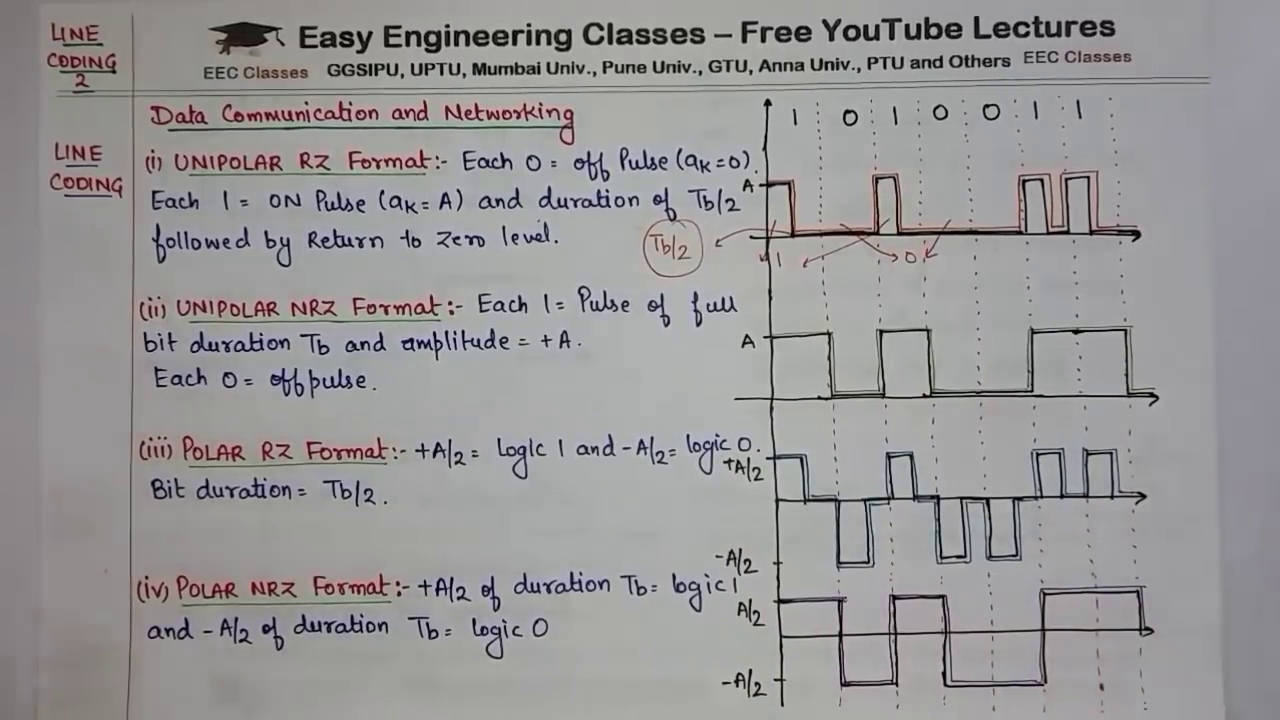 LINE
CODING
2
Easy Engineering Classes – Free YouTube Lectures
EEC Classes GGSIPU, UPTU, Mumbai Univ., Pune Univ., GTU, Anna Univ., PTU and Others EEC Classes
Data Communication and Networking
1 0 1 0 0 1 1
LINE
CODING
(i) UNIPOLAR RZ Format:- Each 0 = off Pulse (aK = 0).
Each 1 = ON Pulse (aK = A) and duration of Tb/2
followed by Return to Zero level.
A
Tb/2
1
0
(ii) UNIPOLAR NRZ Format:- Each 1 = Pulse of full
bit duration Tb and amplitude = +A.
Each 0 = off pulse.
A
(iii) POLAR RZ Format:- +A/2 = Logic 1 and -A/2 = logic 0.
Bit duration = Tb/2.
+A/2
-A/2
(iv) POLAR NRZ Format:- +A/2 of duration Tb = logic 1
and -A/2 of duration Tb = logic 0
A/2
-A/2